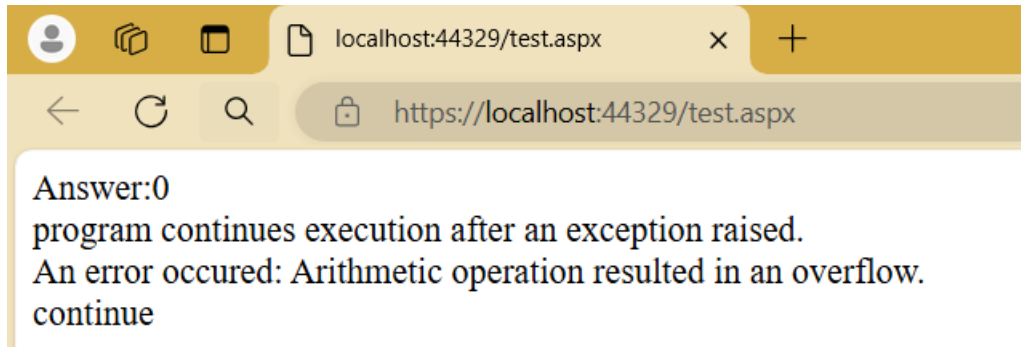 localhost:44329/test.aspx
https://localhost:44329/test.aspx
Answer:0
program continues execution after an exception raised.
An error occured: Arithmetic operation resulted in an overflow.
continue